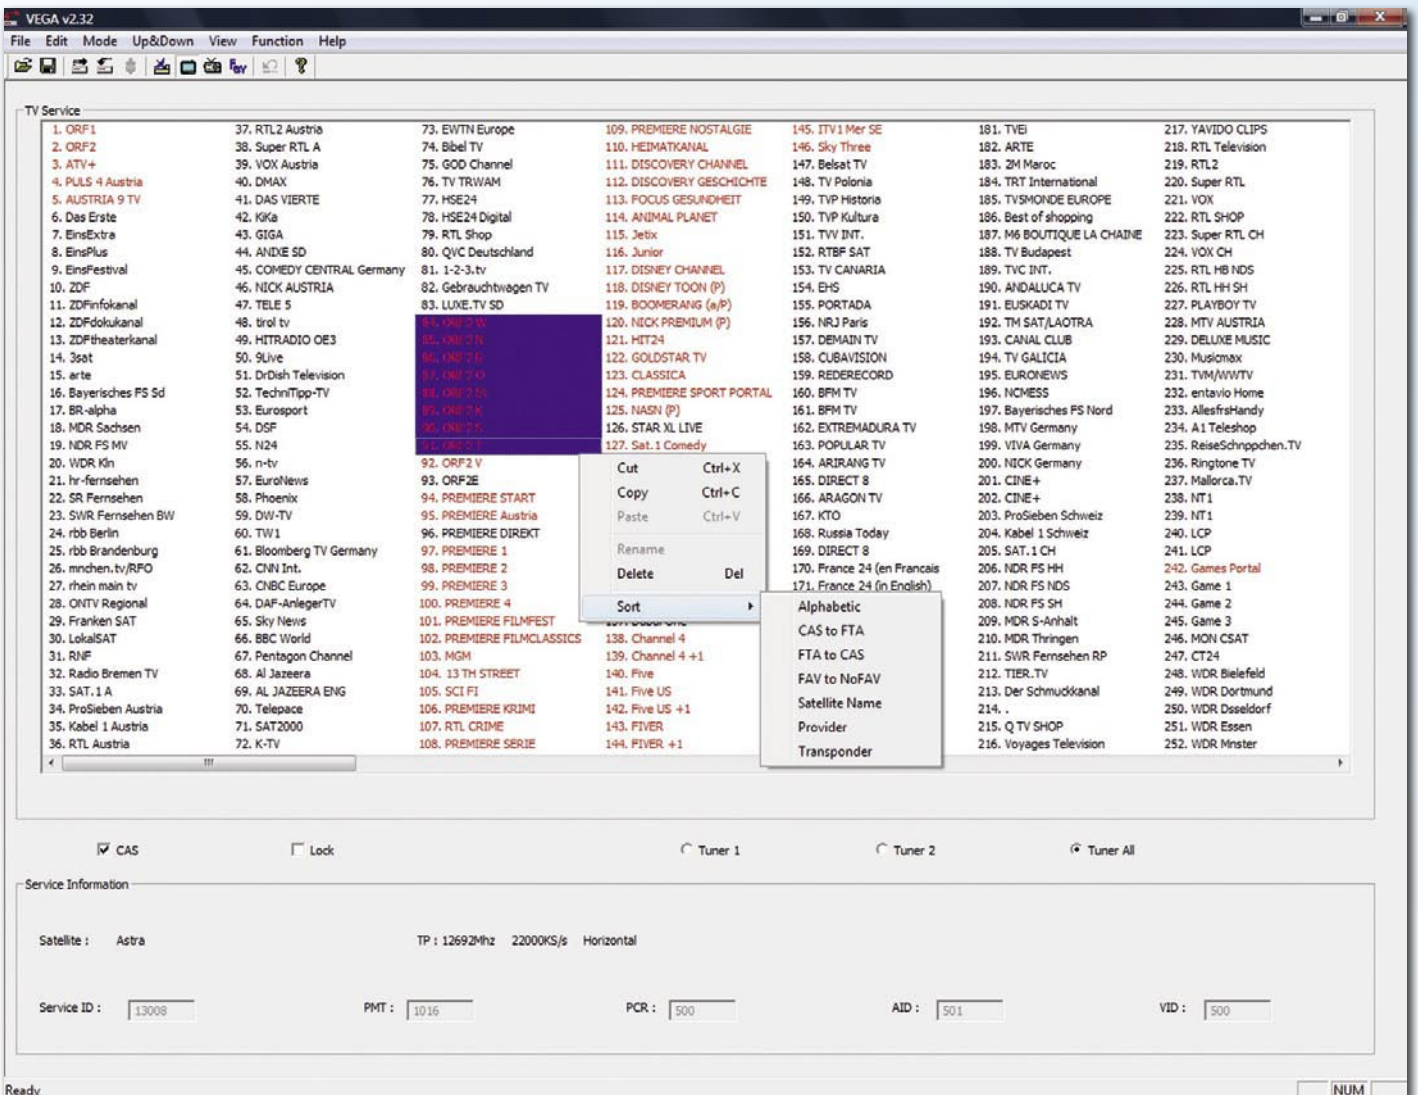 VEGA v2.32
File Edit Mode Up&Down View Function Help
TV Service
1. ORF1
2. ORF2
3. ATV+
4. PULS 4 Austria
5. AUSTRIA 9 TV
6. Das Erste
7. EinsExtra
8. EinsPlus
9. EinsFestival
10. ZDF
11. ZDFinfokanal
12. ZDFdokukanal
13. ZDFtheaterkanal
14. 3sat
15. arte
16. Bayerisches FS Sd
17. BR-alpha
18. MDR Sachsen
19. NDR FS MV
20. WDR Kln
21. hr-fernsehen
22. SR Fernsehen
23. SWR Fernsehen BW
24. rbb Berlin
25. rbb Brandenburg
26. mnchen.tv/RFO
27. rhein main tv
28. ONTV Regional
29. Franken SAT
30. LokalSAT
31. RNF
32. Radio Bremen TV
33. SAT.1 A
34. ProSieben Austria
35. Kabel 1 Austria
36. RTL Austria
37. RTL2 Austria
38. Super RTL A
39. VOX Austria
40. DMAX
41. DAS VIERTE
42. KiKa
43. GIGA
44. ANIXE SD
45. COMEDY CENTRAL Germany
46. NICK AUSTRIA
47. TELE 5
48. tirol tv
49. HITRADIO OE3
50. 9Live
51. DrDish Television
52. TechniTipp-TV
53. Eurosport
54. DSF
55. N24
56. n-tv
57. EuroNews
58. Phoenix
59. DW-TV
60. TW1
61. Bloomberg TV Germany
62. CNN Int.
63. CNBC Europe
64. DAF-AnlegerTV
65. Sky News
66. BBC World
67. Pentagon Channel
68. Al Jazeera
69. AL JAZEERA ENG
70. Telepace
71. SAT2000
72. K-TV
73. EWTN Europe
74. Bibel TV
75. GOD Channel
76. TV TRWAM
77. HSE24
78. HSE24 Digital
79. RTL Shop
80. QVC Deutschland
81. 1-2-3.tv
82. Gebrauchtwagen TV
83. LUXE.TV SD
84. ORF2 W
85. ORF2 N
86. ORF2 B
87. ORF2 O
88. ORF2 St
89. ORF2 K
90. ORF2 S
91. ORF2 T
92. ORF2 V
93. ORF2E
94. PREMIERE START
95. PREMIERE Austria
96. PREMIERE DIREKT
97. PREMIERE 1
98. PREMIERE 2
99. PREMIERE 3
100. PREMIERE 4
101. PREMIERE FILMFEST
102. PREMIERE FILMCLASSICS
103. MGM
104. 13 TH STREET
105. SCI FI
106. PREMIERE KRIMI
107. RTL CRIME
108. PREMIERE SERIE
109. PREMIERE NOSTALGIE
110. HEIMATKANAL
111. DISCOVERY CHANNEL
112. DISCOVERY GESCHICHTE
113. FOCUS GESUNDHEIT
114. ANIMAL PLANET
115. Jetix
116. Junior
117. DISNEY CHANNEL
118. DISNEY TOON (P)
119. BOOMERANG (a/P)
120. NICK PREMIUM (P)
121. HIT24
122. GOLDSTAR TV
123. CLASSICA
124. PREMIERE SPORT PORTAL
125. NASN (P)
126. STAR XL LIVE
127. Sat.1 Comedy
138. Channel 4
139. Channel 4 +1
140. Five
141. Five US
142. Five US +1
143. FIVER
144. FIVER +1
145. ITV1 Mer SE
146. Sky Three
147. Belsat TV
148. TV Polonia
149. TVP Historia
150. TVP Kultura
151. TVV INT.
152. RTBF SAT
153. TV CANARIA
154. EHS
155. PORTADA
156. NRJ Paris
157. DEMAIN TV
158. CUBAVISION
159. REDERECORD
160. BFM TV
161. BFM TV
162. EXTREMADURA TV
163. POPULAR TV
164. ARIRANG TV
165. DIRECT 8
166. ARAGON TV
167. KTO
168. Russia Today
169. DIRECT 8
170. France 24 (en Francais
171. France 24 (in English)
181. TVEi
182. ARTE
183. 2M Maroc
184. TRT International
185. TV5MONDE EUROPE
186. Best of shopping
187. M6 BOUTIQUE LA CHAINE
188. TV Budapest
189. TVC INT.
190. ANDALUCA TV
191. EUSKADI TV
192. TM SAT/LAOTRA
193. CANAL CLUB
194. TV GALICIA
195. EURONEWS
196. NCMESS
197. Bayerisches FS Nord
198. MTV Germany
199. VIVA Germany
200. NICK Germany
201. CINE+
202. CINE+
203. ProSieben Schweiz
204. Kabel 1 Schweiz
205. SAT.1 CH
206. NDR FS HH
207. NDR FS NDS
208. NDR FS SH
209. MDR S-Anhalt
210. MDR Thringen
211. SWR Fernsehen RP
212. TIER.TV
213. Der Schmuckkanal
214. .
215. Q TV SHOP
216. Voyages Television
217. YAVIDO CLIPS
218. RTL Television
219. RTL2
220. Super RTL
221. VOX
222. RTL SHOP
223. Super RTL CH
224. VOX CH
225. RTL HB NDS
226. RTL HH SH
227. PLAYBOY TV
228. MTV AUSTRIA
229. DELUXE MUSIC
230. Musicmax
231. TVM/WWTV
232. entavio Home
233. AllesfrsHandy
234. A1 Teleshop
235. ReiseSchnppchen.TV
236. Ringtone TV
237. Mallorca.TV
238. NT1
239. NT1
240. LCP
241. LCP
242. Games Portal
243. Game 1
244. Game 2
245. Game 3
246. MON CSAT
247. CT24
248. WDR Bielefeld
249. WDR Dortmund
250. WDR Dsseldorf
251. WDR Essen
252. WDR Mnster
Cut Ctrl+X
Copy Ctrl+C
Paste Ctrl+V
Rename
Delete Del
Sort
Alphabetic
CAS to FTA
FTA to CAS
FAV to NoFAV
Satellite Name
Provider
Transponder
CAS Lock Tuner 1 Tuner 2 Tuner All
Service Information
Satellite : Astra TP : 12692Mhz 22000KS/s Horizontal
Service ID : 13008 PMT : 1016 PCR : 500 AID : 501 VID : 500
Ready NUM